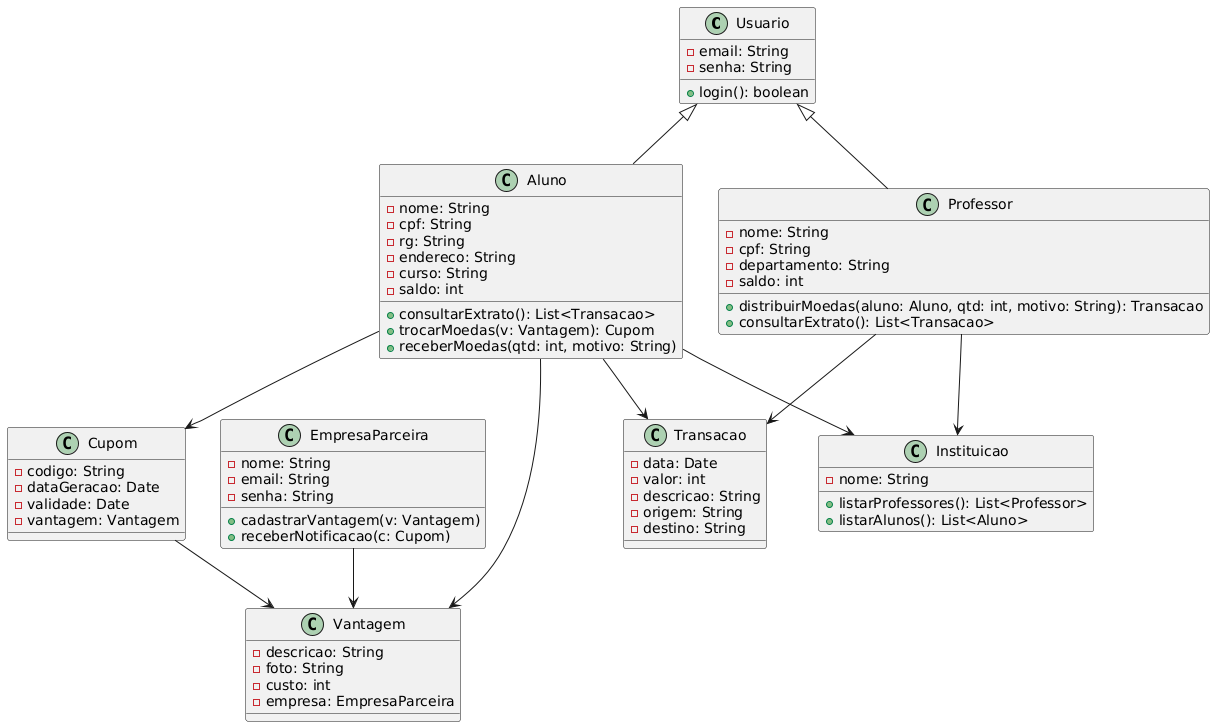 C Usuario
email: String
senha: String
login(): boolean
C Aluno
nome: String
cpf: String
rg: String
endereco: String
curso: String
saldo: int
consultarExtrato(): List<Transacao>
trocarMoedas(v: Vantagem): Cupom
receberMoedas(qtd: int, motivo: String)
C Professor
nome: String
cpf: String
departamento: String
saldo: int
distribuirMoedas(aluno: Aluno, qtd: int, motivo: String): Transacao
consultarExtrato(): List<Transacao>
C Cupom
codigo: String
dataGeracao: Date
validade: Date
vantagem: Vantagem
C EmpresaParceira
nome: String
email: String
senha: String
cadastrarVantagem(v: Vantagem)
receberNotificacao(c: Cupom)
C Transacao
data: Date
valor: int
descricao: String
origem: String
destino: String
C Instituicao
nome: String
listarProfessores(): List<Professor>
listarAlunos(): List<Aluno>
C Vantagem
descricao: String
foto: String
custo: int
empresa: EmpresaParceira